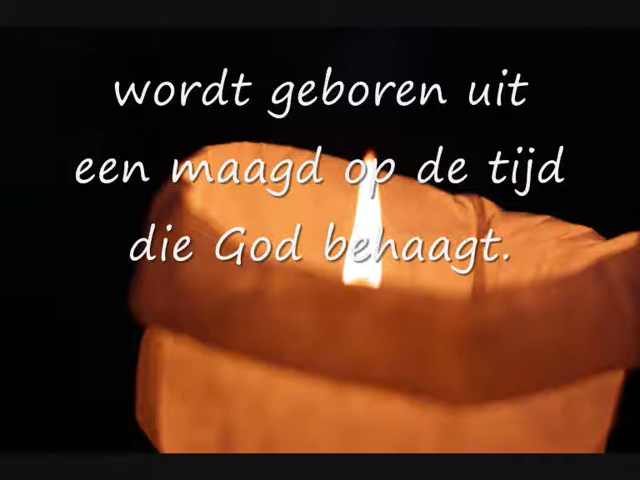 wordt geboren uit
een maagd op de tijd
die God behaagt.